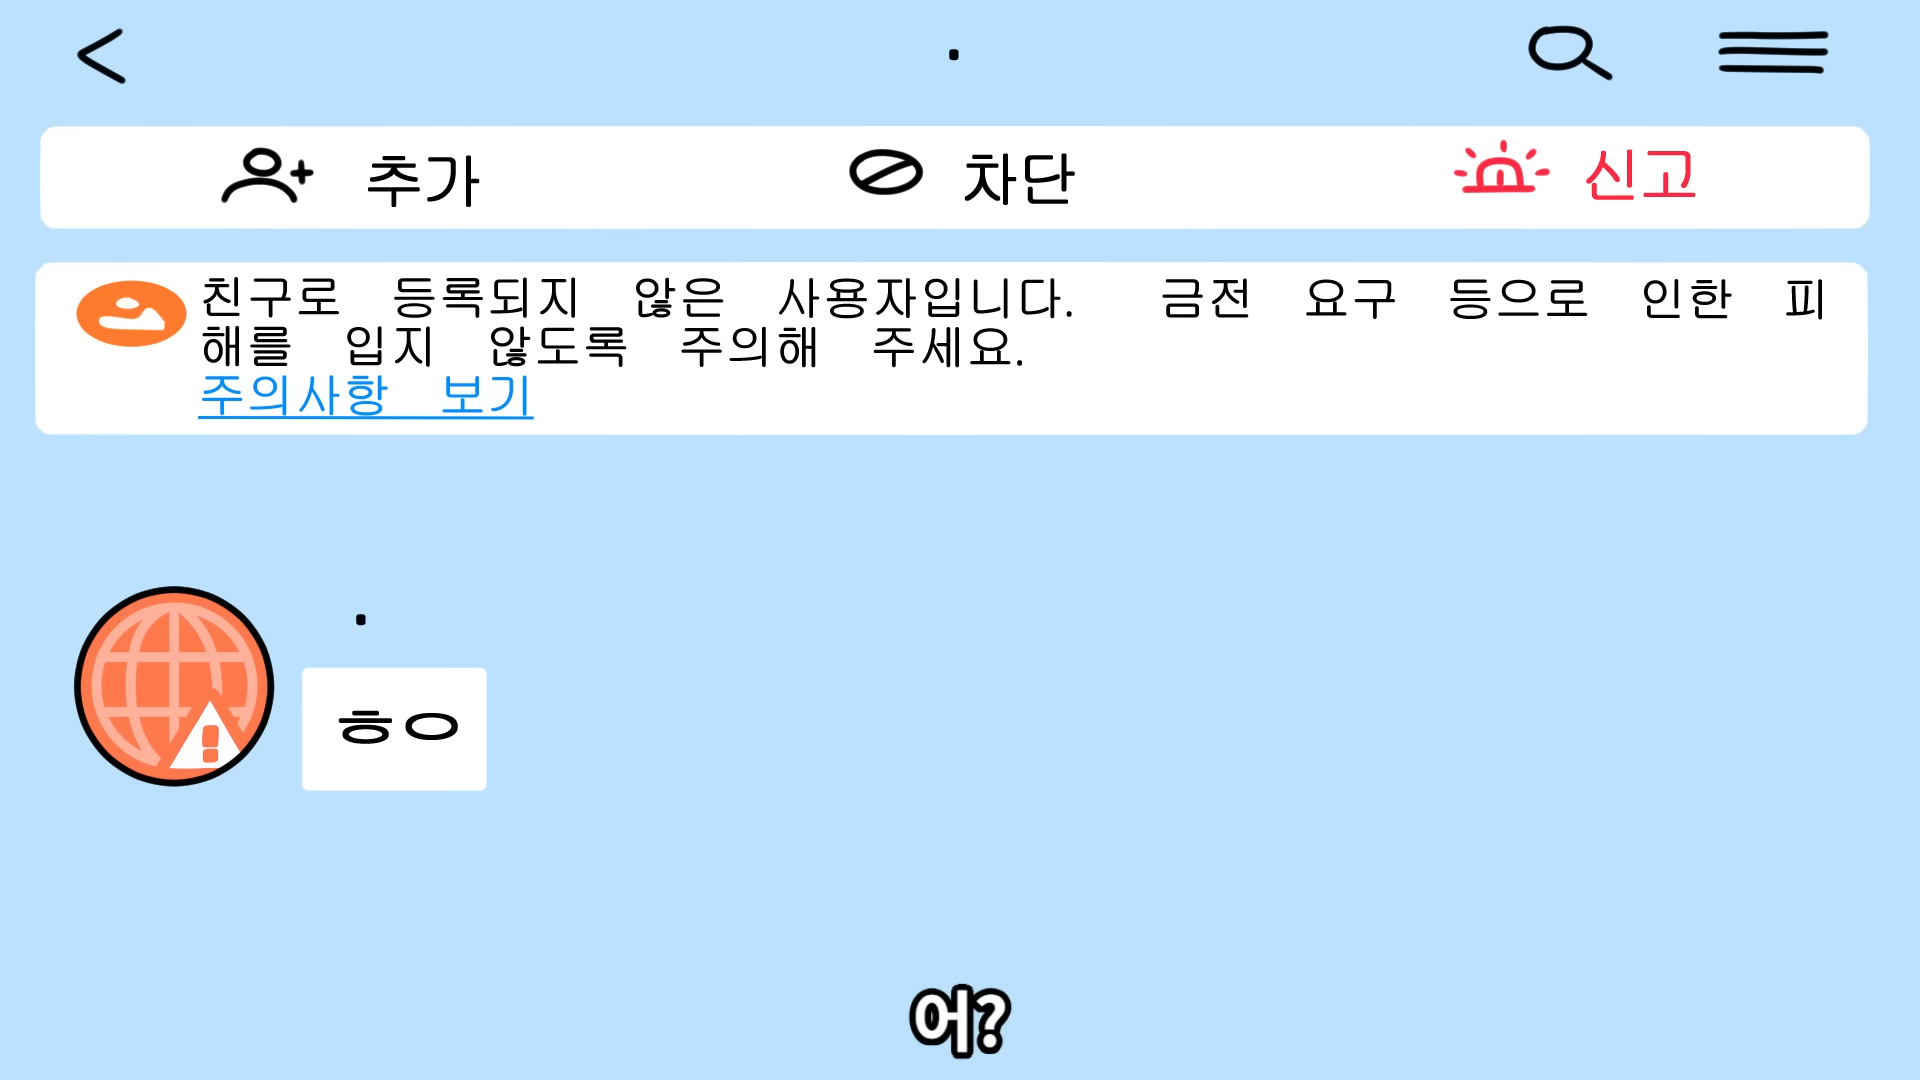 .
추가 차단 신고
친구로 등록되지 않은 사용자입니다. 금전 요구 등으로 인한 피
해를 입지 않도록 주의해 주세요.
주의사항 보기
.
ㅎㅇ
어?